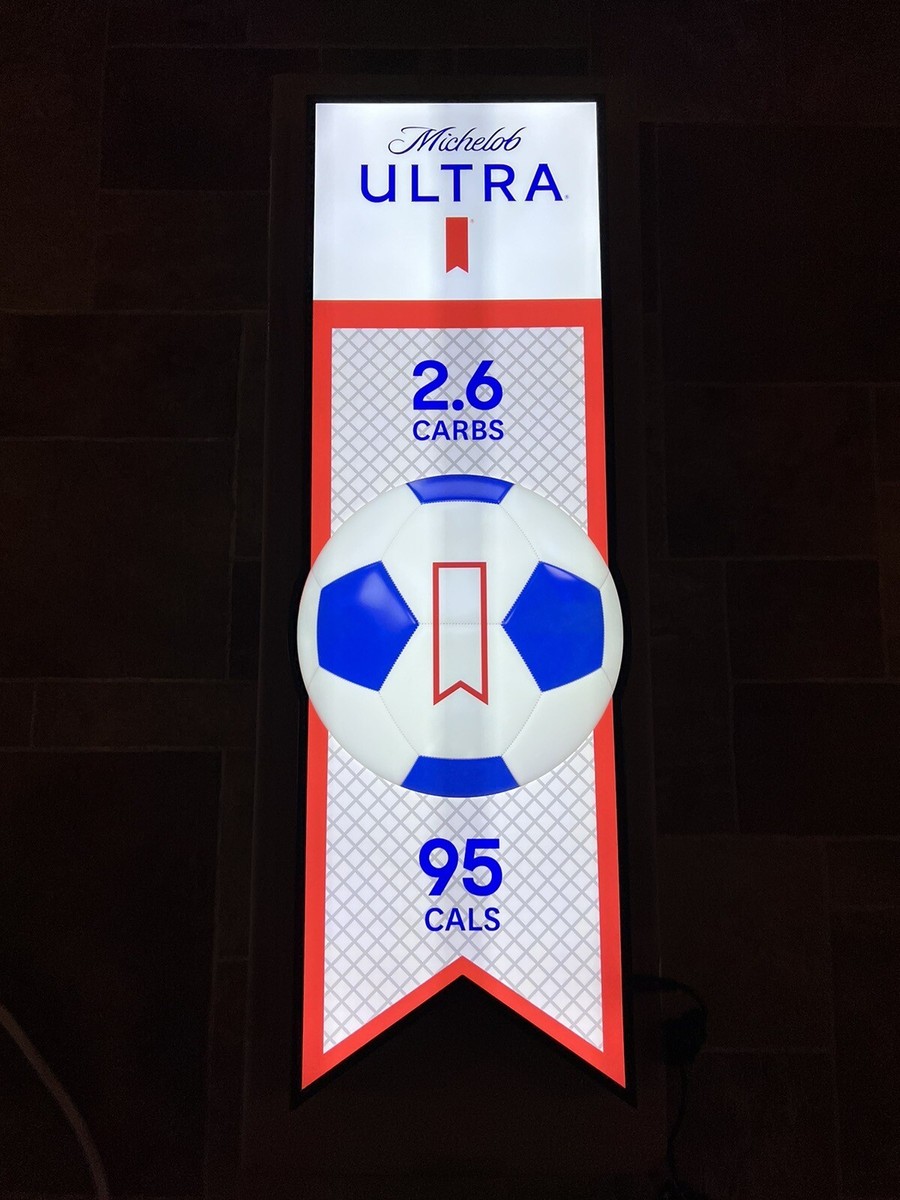 Michelob
ULTRA®
2.6
CARBS
95
CALS